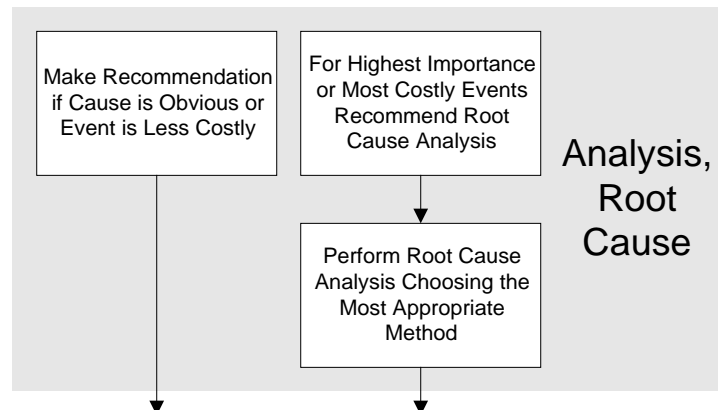 Make Recommendation
if Cause is Obvious or
Event is Less Costly
For Highest Importance
or Most Costly Events
Recommend Root
Cause Analysis
Analysis,
Root
Cause
Perform Root Cause
Analysis Choosing the
Most Appropriate
Method